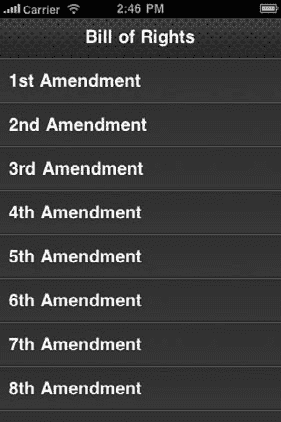 Carrier 2:46 PM
Bill of Rights
1st Amendment
2nd Amendment
3rd Amendment
4th Amendment
5th Amendment
6th Amendment
7th Amendment
8th Amendment